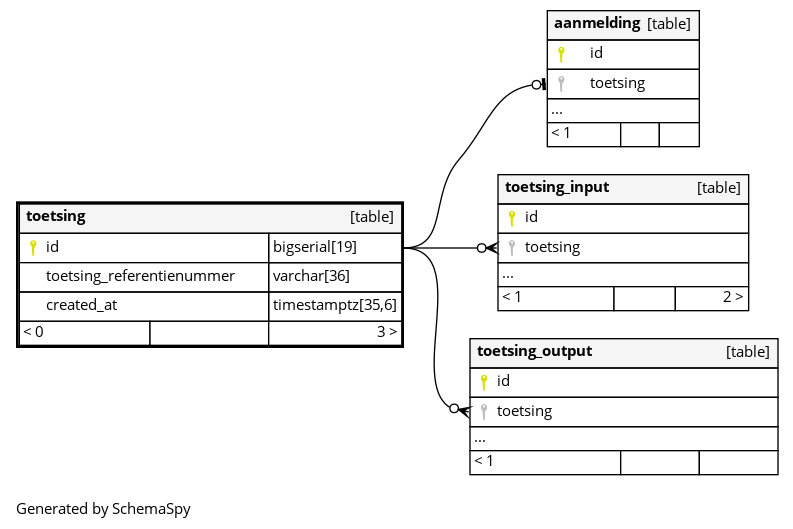 aanmelding [table]
id
toetsing
...
< 1
toetsing_input [table]
id
toetsing
...
< 1 2 >
toetsing [table]
id bigserial[19]
toetsing_referentienummer varchar[36]
created_at timestamptz[35,6]
< 0 3 >
toetsing_output [table]
id
toetsing
...
< 1
Generated by SchemaSpy